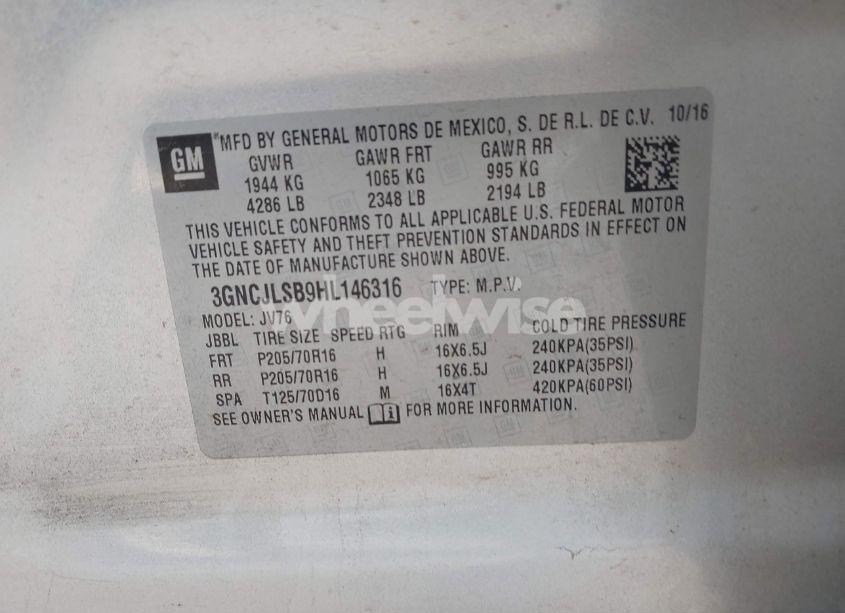 GM
MFD BY GENERAL MOTORS DE MEXICO, S. DE R.L. DE C.V. 10/16
GVWR GAWR FRT GAWR RR
1944 KG 1065 KG 995 KG
4286 LB 2348 LB 2194 LB
THIS VEHICLE CONFORMS TO ALL APPLICABLE U.S. FEDERAL MOTOR
VEHICLE SAFETY AND THEFT PREVENTION STANDARDS IN EFFECT ON
THE DATE OF MANUFACTURE SHOWN ABOVE.
3GNCJLSB9HL146316 TYPE: M.P.V.
wheelwise
MODEL: JV76
JBBL TIRE SIZE SPEED RTG RIM COLD TIRE PRESSURE
FRT P205/70R16 H 16X6.5J 240KPA(35PSI)
RR P205/70R16 H 16X6.5J 240KPA(35PSI)
SPA T125/70D16 M 16X4T 420KPA(60PSI)
SEE OWNER'S MANUAL FOR MORE INFORMATION.